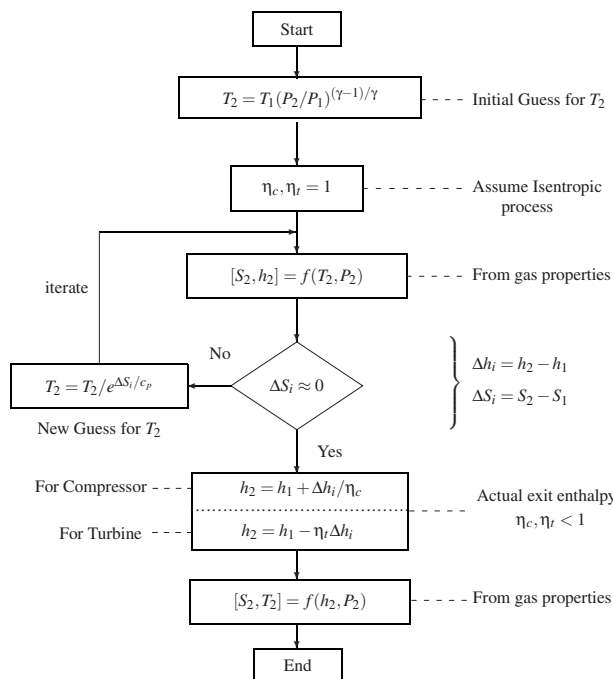 Start
T₂ = T₁(P₂/P₁)^(γ−1)/γ
Initial Guess for T₂
η_c, η_t = 1
Assume Isentropic
process
iterate
[S₂, h₂] = f(T₂, P₂)
From gas properties
No
ΔS_i ≈ 0
Δh_i = h₂ − h₁
ΔS_i = S₂ − S₁
T₂ = T₂/e^ΔS_i/c_p
New Guess for T₂
Yes
For Compressor
h₂ = h₁ + Δh_i/η_c
Actual exit enthalpy
η_c, η_t < 1
For Turbine
h₂ = h₁ − η_tΔh_i
[S₂, T₂] = f(h₂, P₂)
From gas properties
End